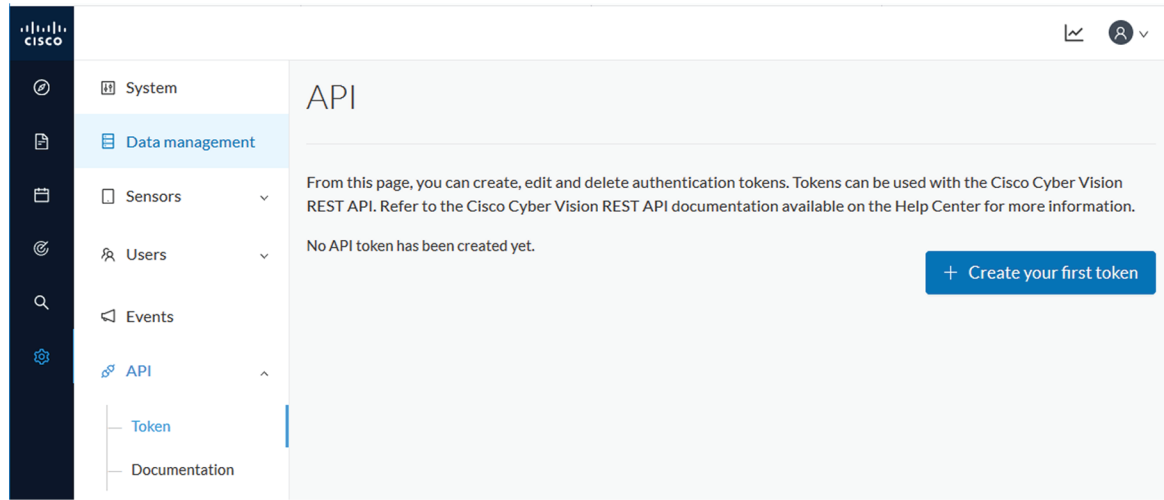 CISCO
System
Data management
Sensors
Users
Events
API
Token
Documentation
API
From this page, you can create, edit and delete authentication tokens. Tokens can be used with the Cisco Cyber Vision
REST API. Refer to the Cisco Cyber Vision REST API documentation available on the Help Center for more information.
No API token has been created yet.
+ Create your first token